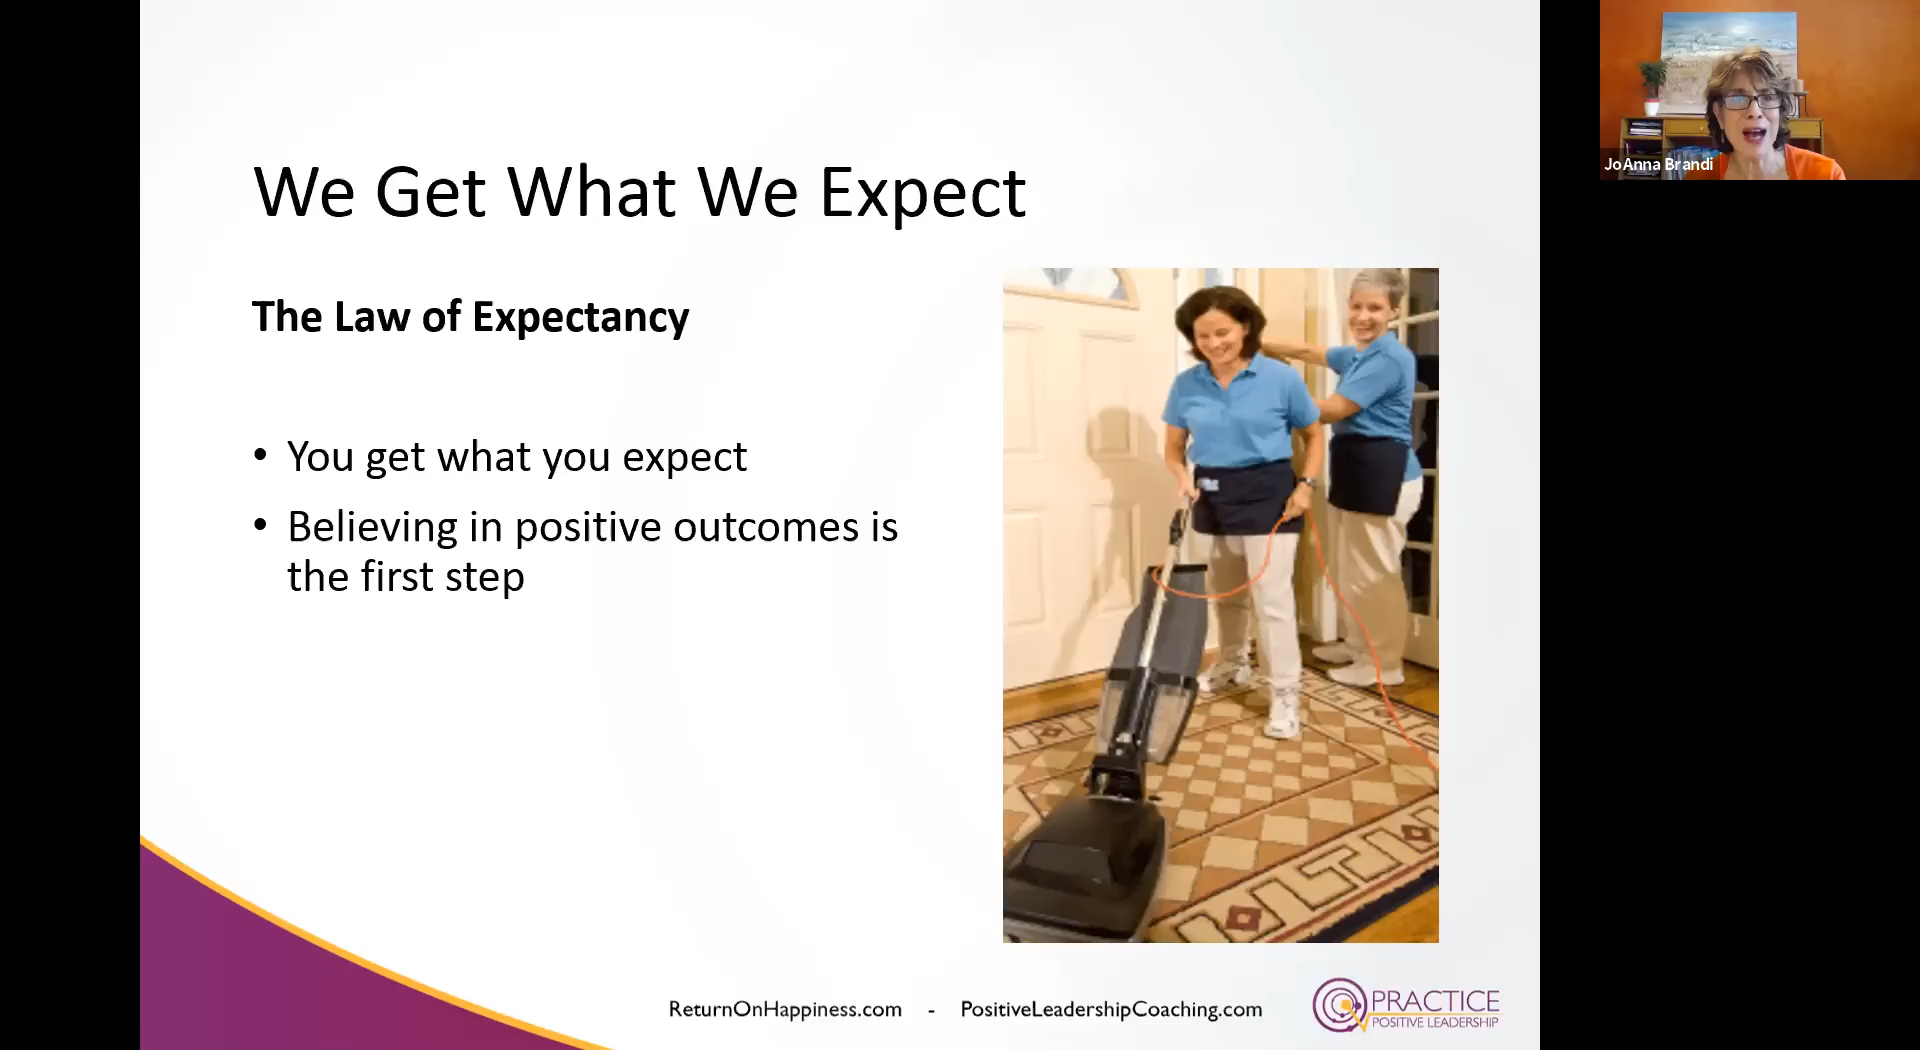 We Get What We Expect
The Law of Expectancy
• You get what you expect
• Believing in positive outcomes is
the first step
JoAnna Brandi
ReturnOnHappiness.com - PositiveLeadershipCoaching.com
PRACTICE
POSITIVE LEADERSHIP